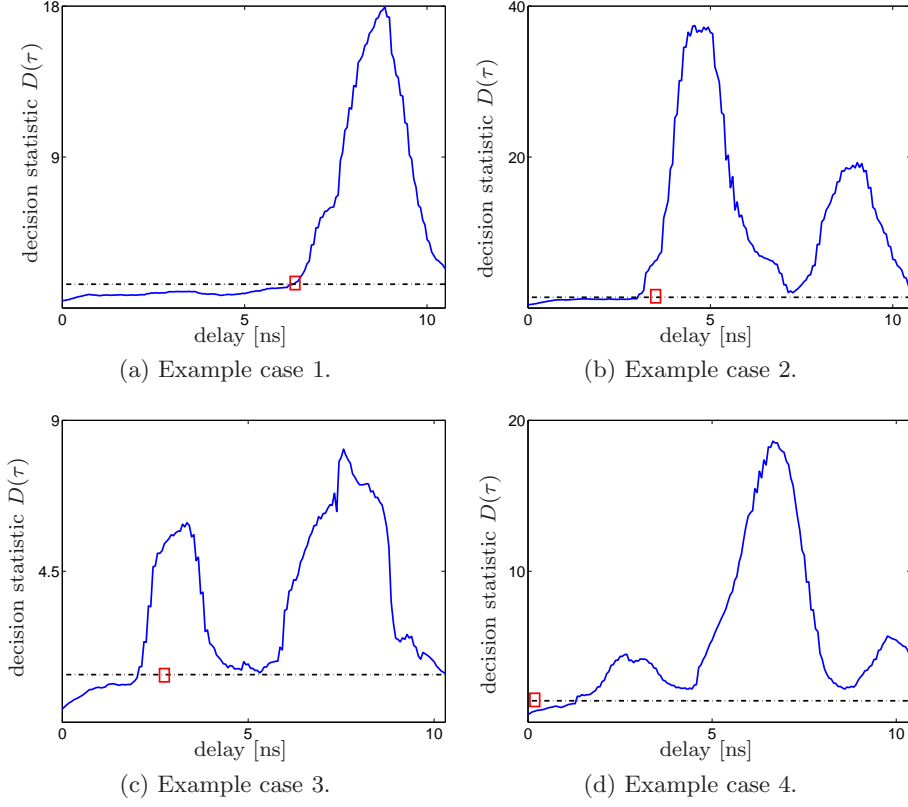 18
9
0
5
10
decision statistic D(τ)
delay [ns]
(a) Example case 1.
40
20
0
5
10
decision statistic D(τ)
delay [ns]
(b) Example case 2.
9
4.5
0
5
10
decision statistic D(τ)
delay [ns]
(c) Example case 3.
20
10
0
5
10
decision statistic D(τ)
delay [ns]
(d) Example case 4.